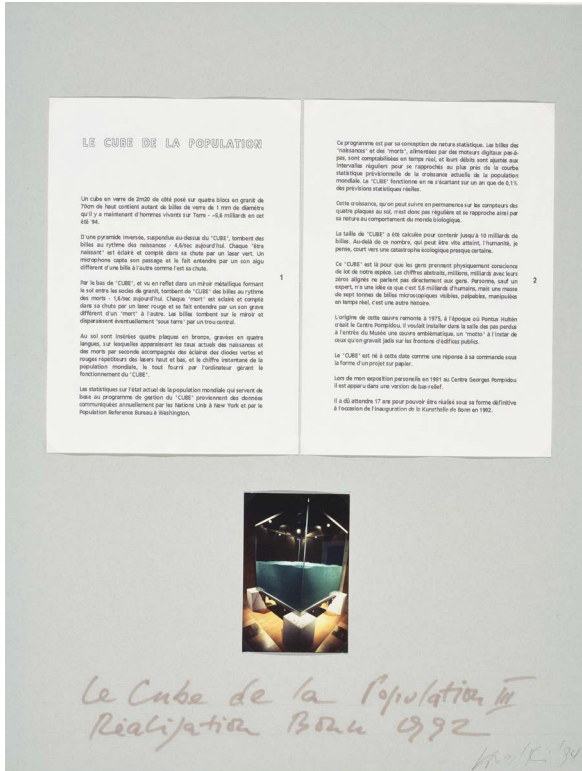 LE CUBE DE LA POPULATION
Un cube en verre de 2m20 de côté posé sur quatre blocs en granit de
70cm de haut contient autant de billes de verre de 1 mm de diamètre
qu'il y a maintenant d'hommes vivants sur Terre - ~5,6 milliards en cet
été '94.
D'une pyramide inversée, suspendue au-dessus du "CUBE", tombent des
billes au rythme des naissances - 4,6/sec aujourd'hui. Chaque "être
naissant" est éclairé et compté dans sa chute par un laser vert. Un
microphone capte son passage et le fait entendre par un son aigu
différent d'une bille à l'autre comme l'est sa chute.
Par le bas de "CUBE", et vu en reflet dans un miroir métallique formant
le sol entre les socles de granit, tombent de "CUBE" des billes au rythme
des morts - 1,6/sec aujourd'hui. Chaque "mort" est éclairé et compté
dans sa chute par un laser rouge et se fait entendre par un son grave
différent d'un "mort" à l'autre. Les billes tombent sur le miroir et
disparaissent éventuellement "sous terre" par un trou central.
Au sol sont insérées quatre plaques en bronze, gravées en quatre
langues, sur lesquelles apparaissent les taux actuels des naissances et
des morts par seconde accompagnés des éclairs des diodes vertes et
rouges répétiteurs des lasers haut et bas, et le chiffre instantané de la
population mondiale, le tout fourni par l'ordinateur gérant le
fonctionnement du "CUBE".
Les statistiques sur l'état actuel de la population mondiale qui servent de
base au programme de gestion du "CUBE" proviennent des données
communiquées annuellement par les Nations Unis à New York et par le
Population Reference Bureau à Washington.
1
Ce programme est par sa conception de nature statistique. Les billes des
"naissances" et des "morts", alimentées par des moteurs digitaux pas-à-
pas, sont comptabilisées en temps réel, et leurs débits sont ajustés aux
intervalles réguliers pour se rapprocher au plus près de la courbe
statistique prévisionnelle de la croissance actuelle de la population
mondiale. Le "CUBE" fonctionne en ne s'écartant sur un an que de 0,1%
des prévisions statistiques réelles.
Cette croissance, qu'on peut suivre en permanence sur les compteurs des
quatre plaques au sol, n'est donc pas régulière et se rapproche ainsi par
sa nature au comportement du monde biologique.
La taille de "CUBE" a été calculée pour contenir jusqu'à 10 milliards de
billes. Au-delà de ce nombre, qui peut être vite atteint, l'humanité, je
pense, court vers une catastrophe écologique presque certaine.
Ce "CUBE" est là pour que les gens prennent physiquement conscience
de lot de notre espèce. Les chiffres abstraits, millions, milliards avec leurs
zéros alignés ne parlent pas directement aux gens. Personne, sauf un
expert, n'a une idée ce que c'est 5,6 milliards d'humains, mais une masse
de sept tonnes de billes microscopiques visibles, palpables, manipulées
en temps réel, c'est une autre histoire.
L'origine de cette œuvre remonte à 1975, à l'époque où Pontus Hultén
créait le Centre Pompidou. Il voulait installer dans la salle des pas perdus
à l'entrée du Musée une œuvre emblématique, un "motto" à l'instar de
ceux qu'on gravait jadis sur les frontons d'édifices publics.
Le "CUBE" est né à cette date comme une réponse à sa commande sous
la forme d'un projet sur papier.
Lors de mon exposition personelle en 1981 au Centre Georges Pompidou
il est apparu dans une version de bas-relief.
Il a dû attendre 17 ans pour pouvoir être réalisé sous sa forme définitive
à l'occasion de l'inauguration de la Kunsthalle de Bonn en 1992.
2
Le Cube de la Population III
Réalisation Bonn 1992
'94